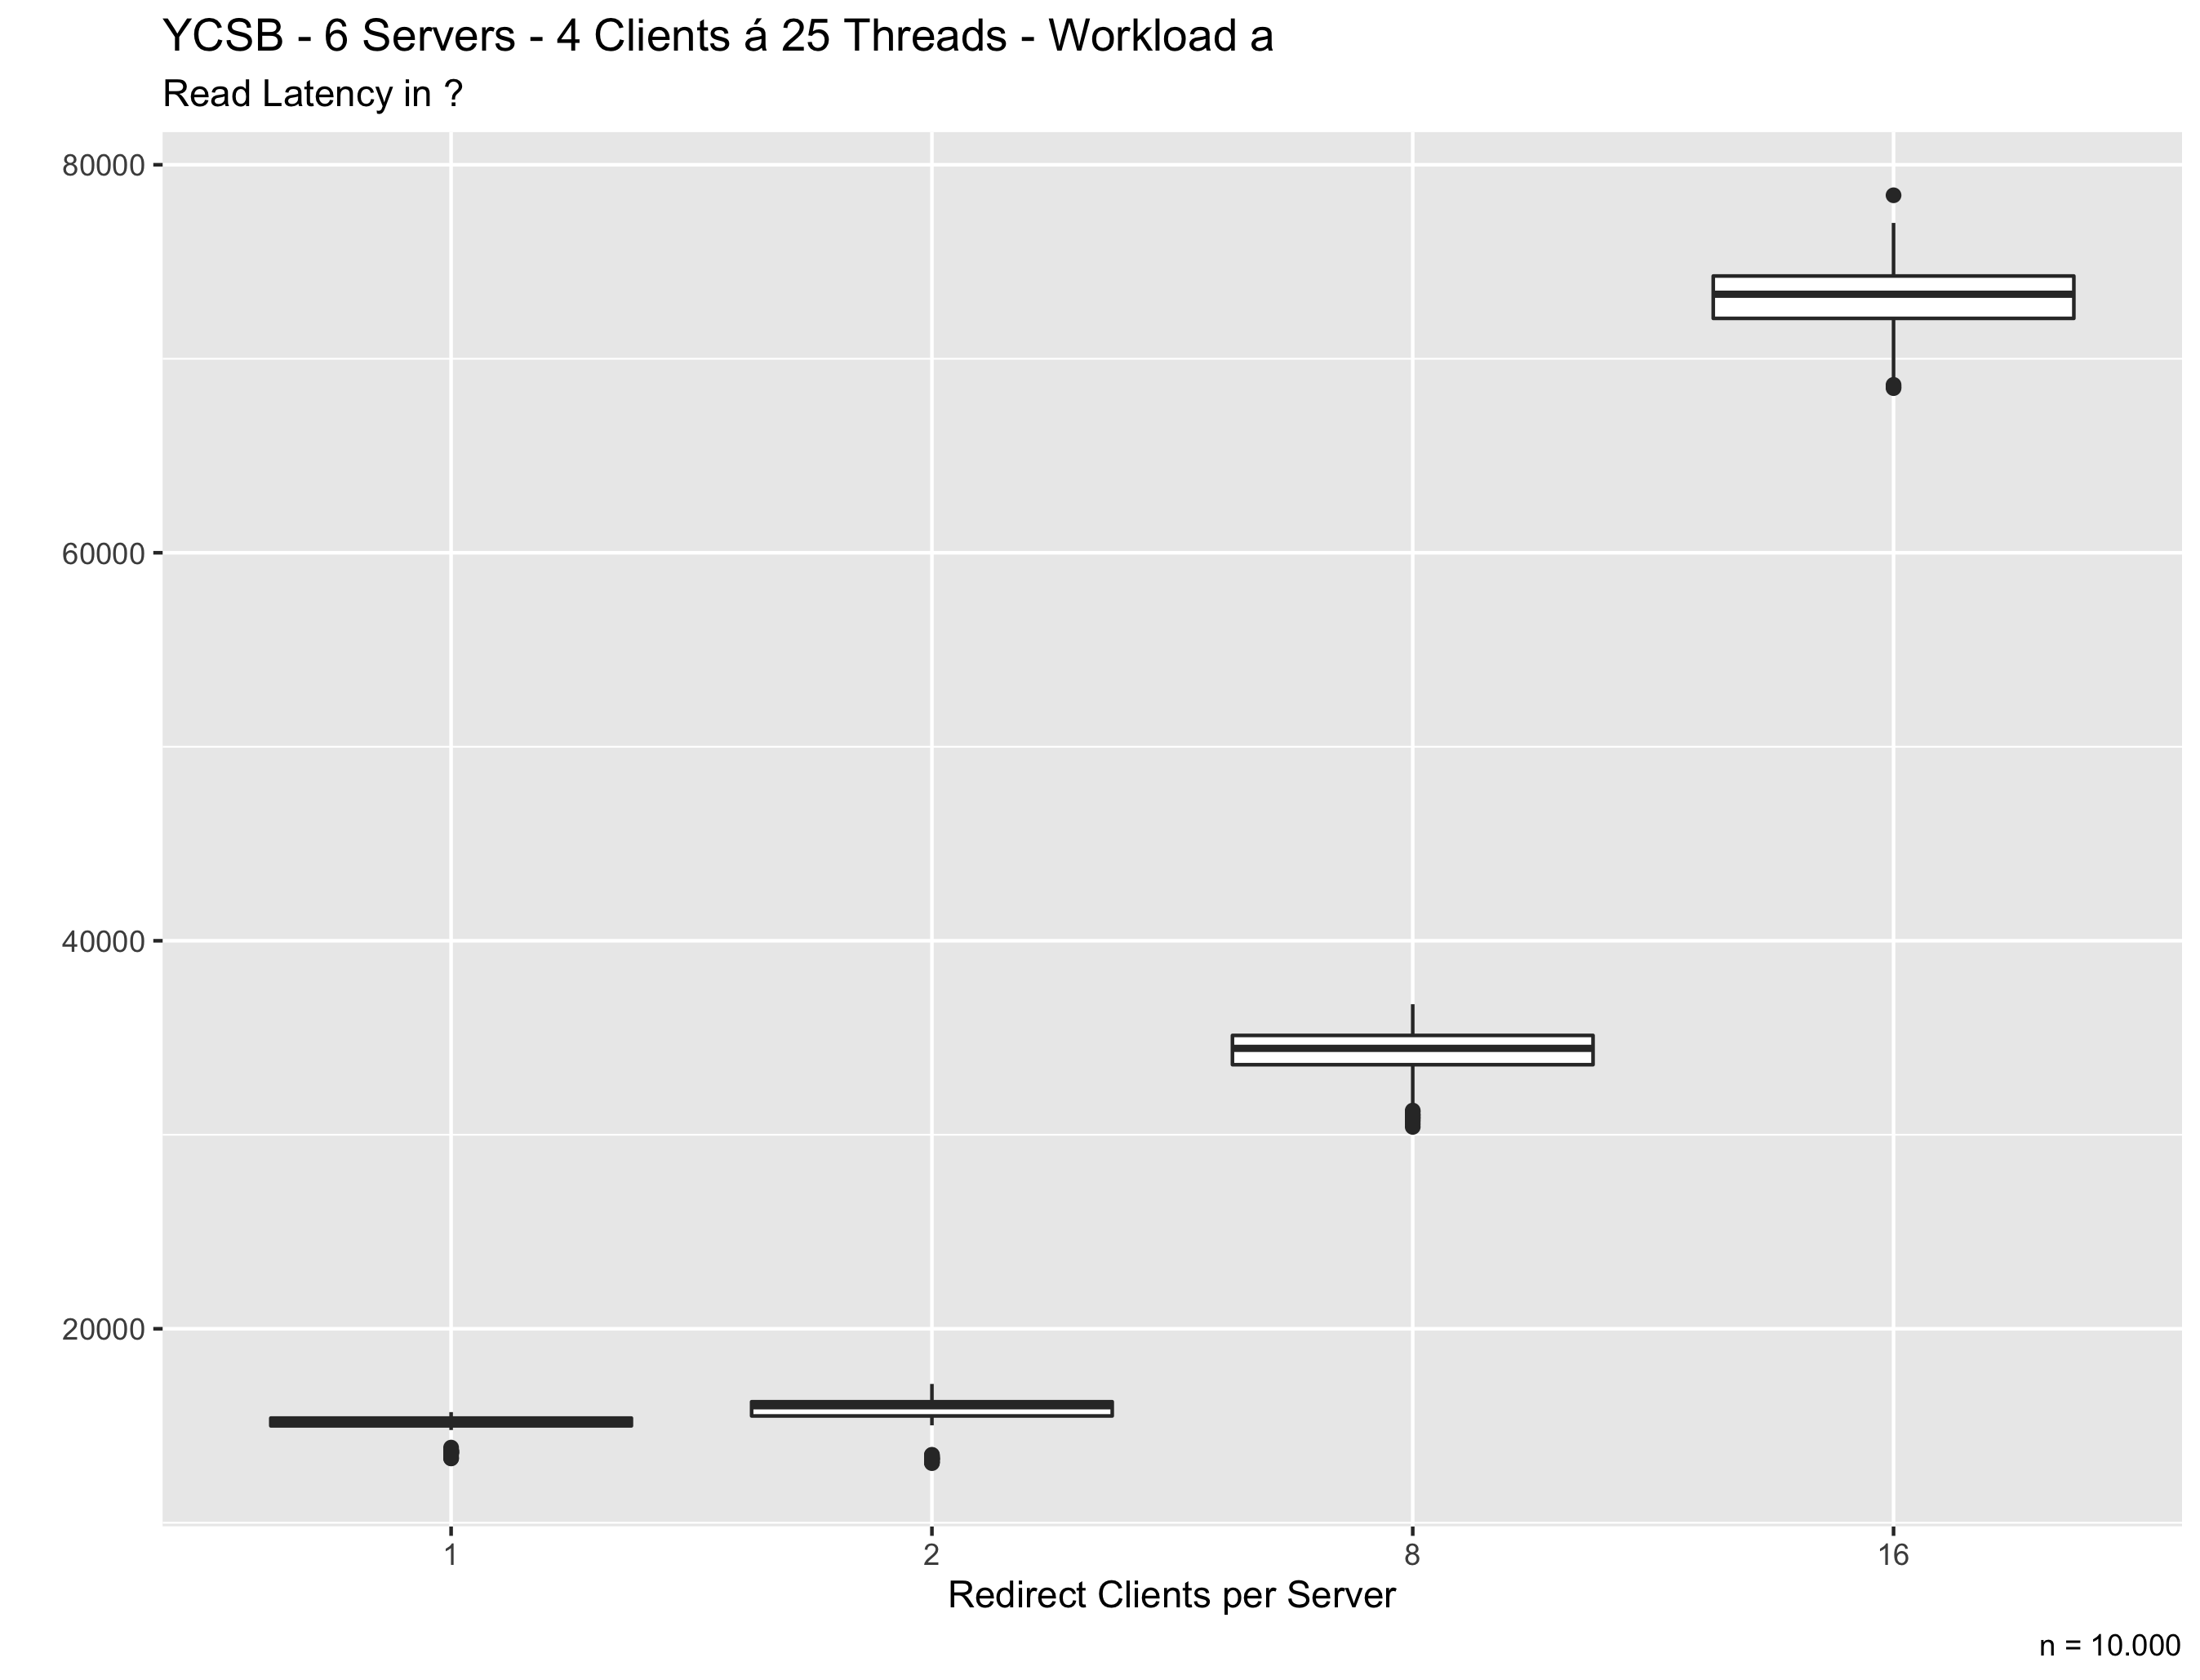 YCSB - 6 Servers - 4 Clients á 25 Threads - Workload a
Read Latency in ?
80000
60000
40000
20000
1 2 8 16
Redirect Clients per Server
n = 10.000